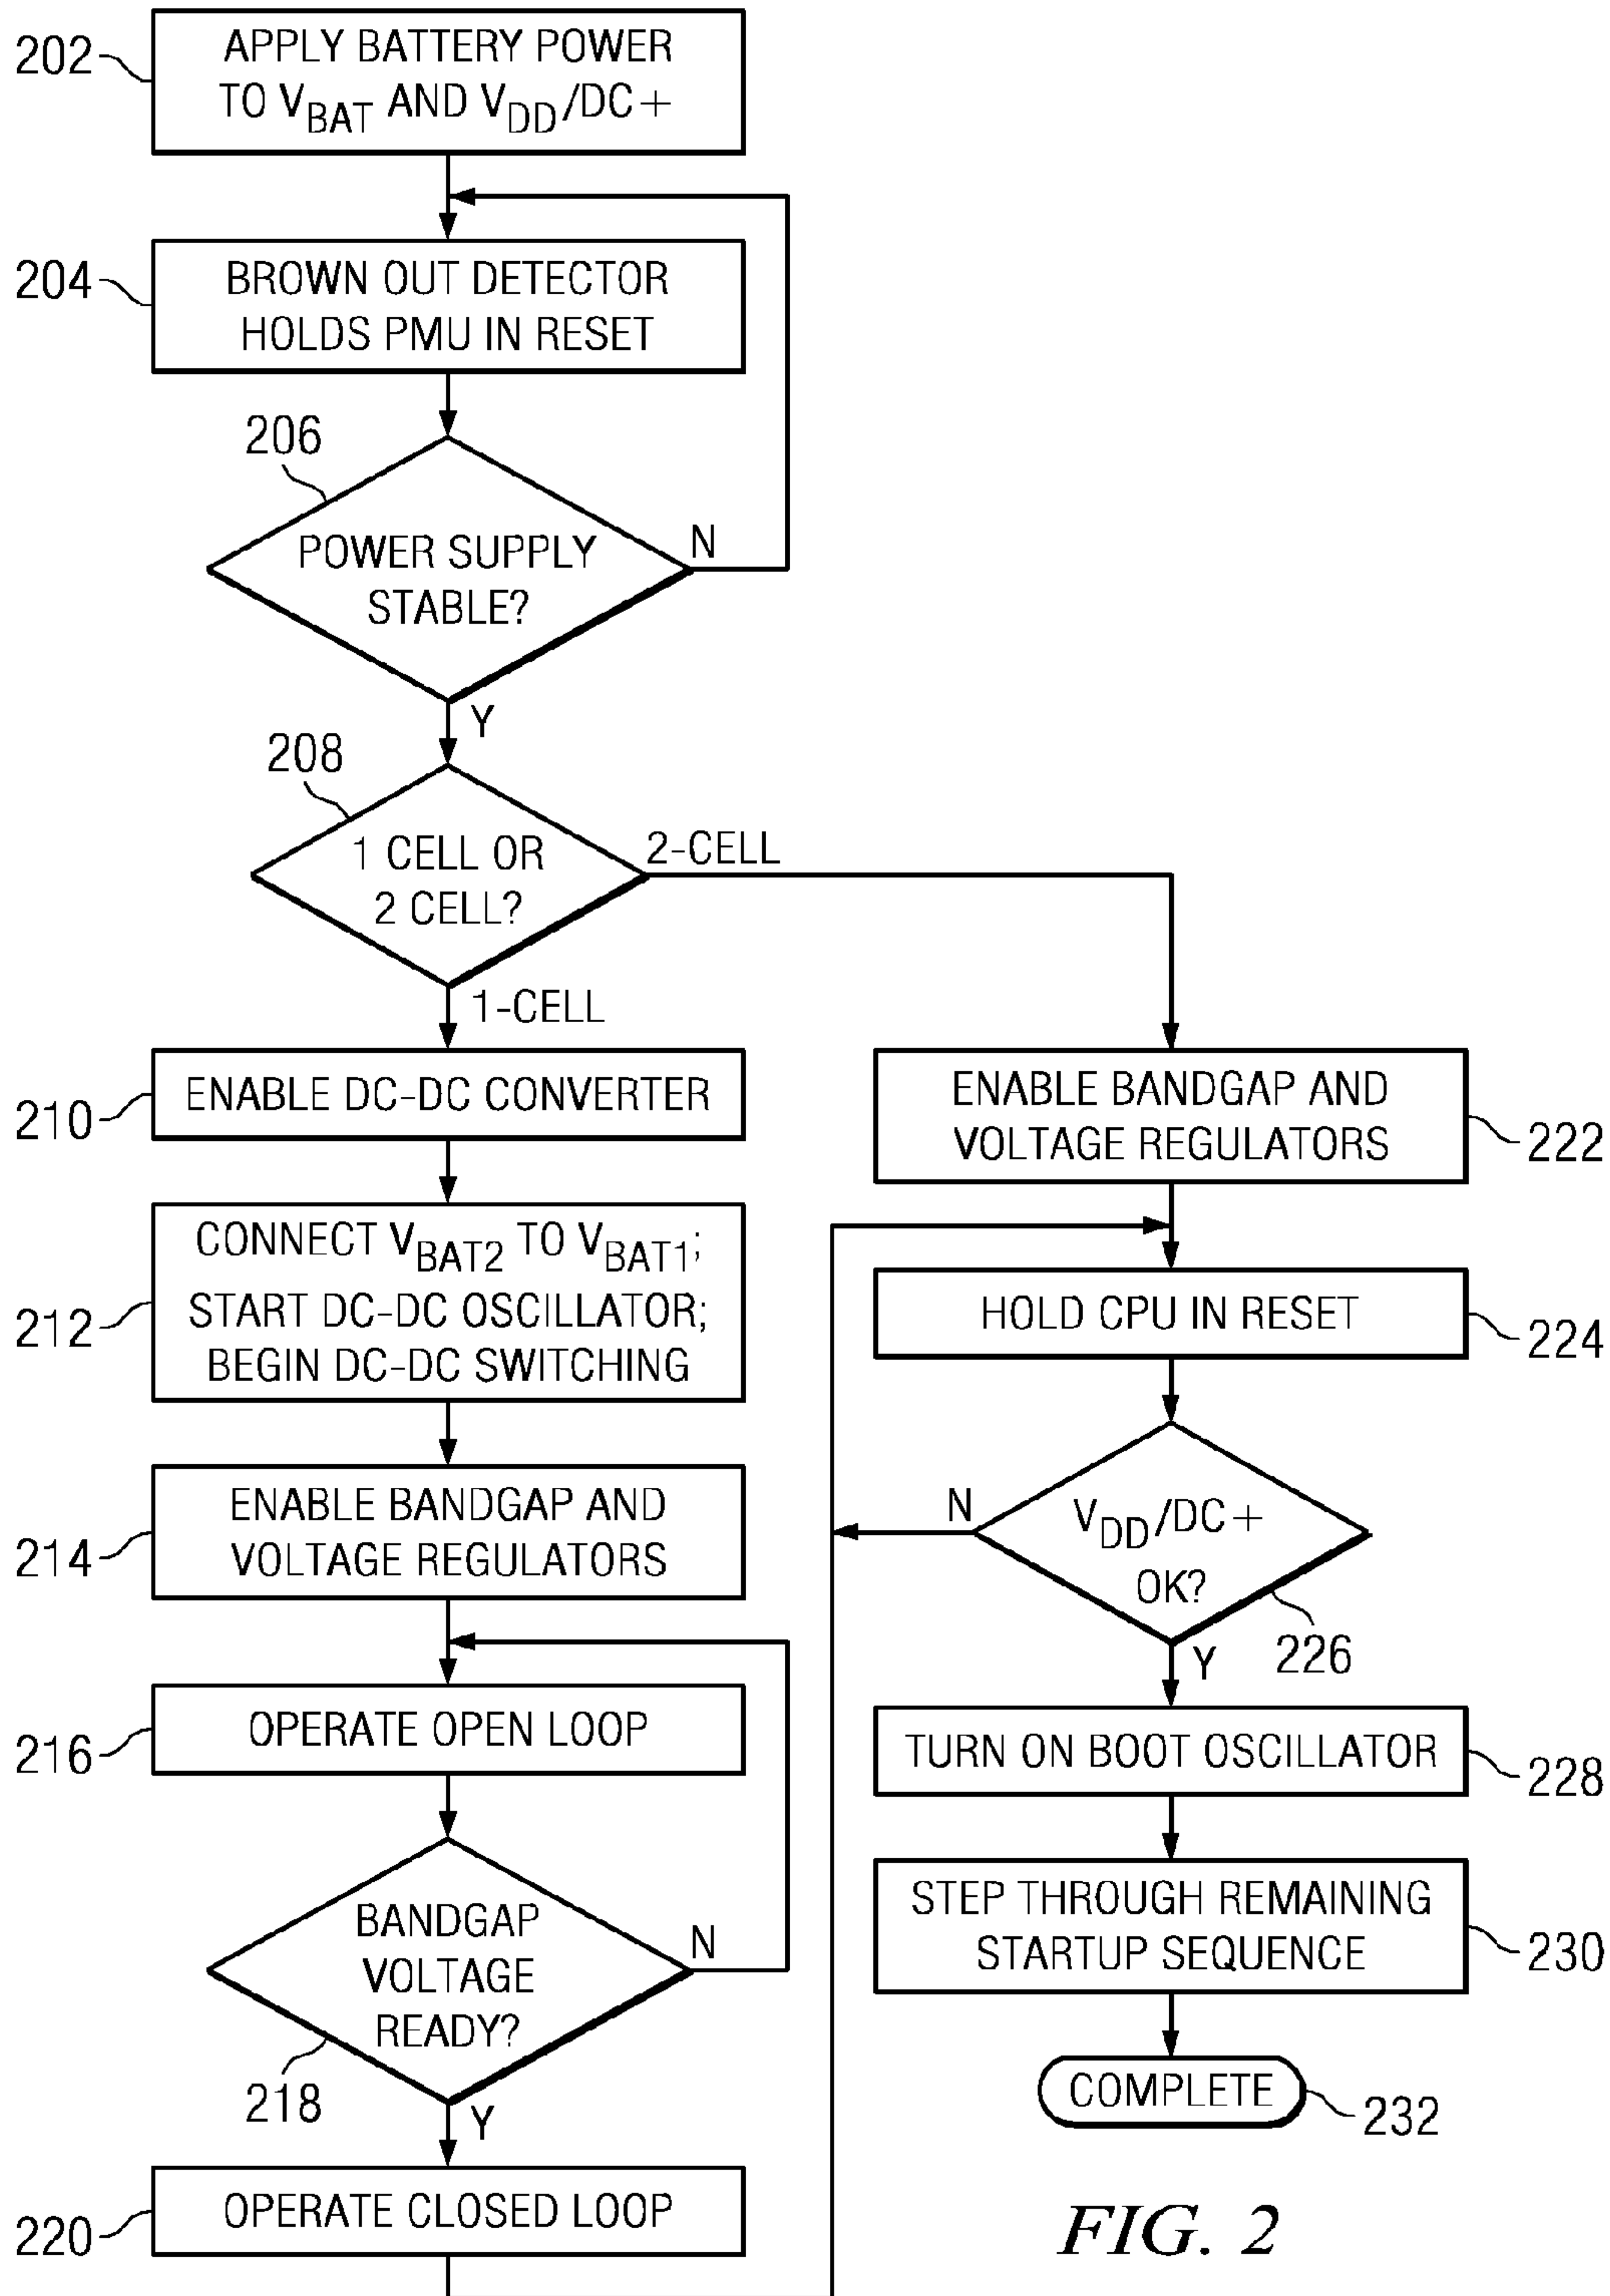 202
APPLY BATTERY POWER
TO VBAT AND VDD/DC+
204
BROWN OUT DETECTOR
HOLDS PMU IN RESET
206
POWER SUPPLY
STABLE?
N
Y
208
1 CELL OR
2 CELL?
2-CELL
1-CELL
210
ENABLE DC-DC CONVERTER
212
CONNECT VBAT2 TO VBAT1;
START DC-DC OSCILLATOR;
BEGIN DC-DC SWITCHING
214
ENABLE BANDGAP AND
VOLTAGE REGULATORS
216
OPERATE OPEN LOOP
BANDGAP
VOLTAGE
READY?
N
218
Y
220
OPERATE CLOSED LOOP
ENABLE BANDGAP AND
VOLTAGE REGULATORS
222
HOLD CPU IN RESET
224
N
VDD/DC+
OK?
226
Y
TURN ON BOOT OSCILLATOR
228
STEP THROUGH REMAINING
STARTUP SEQUENCE
230
COMPLETE
232
FIG. 2